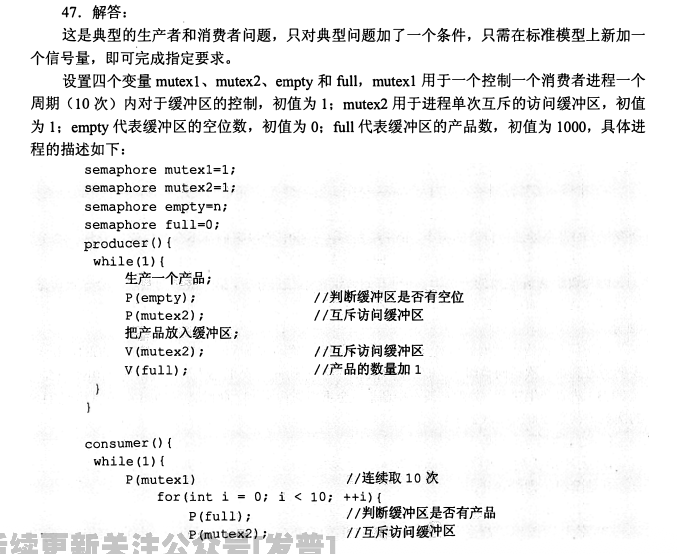 47．解答：
这是典型的生产者和消费者问题，只对典型问题加了一个条件，只需在标准模型上新加一
个信号量，即可完成指定要求。
设置四个变量 mutex1、mutex2、empty 和 full，mutex1 用于一个控制一个消费者进程一个
周期（10 次）内对于缓冲区的控制，初值为 1；mutex2 用于进程单次互斥的访问缓冲区，初值
为 1；empty 代表缓冲区的空位数，初值为 0；full 代表缓冲区的产品数，初值为 1000，具体进
程的描述如下：
semaphore mutex1=1;
semaphore mutex2=1;
semaphore empty=n;
semaphore full=0;
producer(){
while(1){
生产一个产品;
P(empty); //判断缓冲区是否有空位
P(mutex2); //互斥访问缓冲区
把产品放入缓冲区;
V(mutex2); //互斥访问缓冲区
V(full); //产品的数量加 1
}
}
consumer(){
while(1){
P(mutex1) //连续取 10 次
for(int i = 0; i < 10; ++i){
P(full); //判断缓冲区是否有产品
P(mutex2); //互斥访问缓冲区
续更新关注公众号[发普]